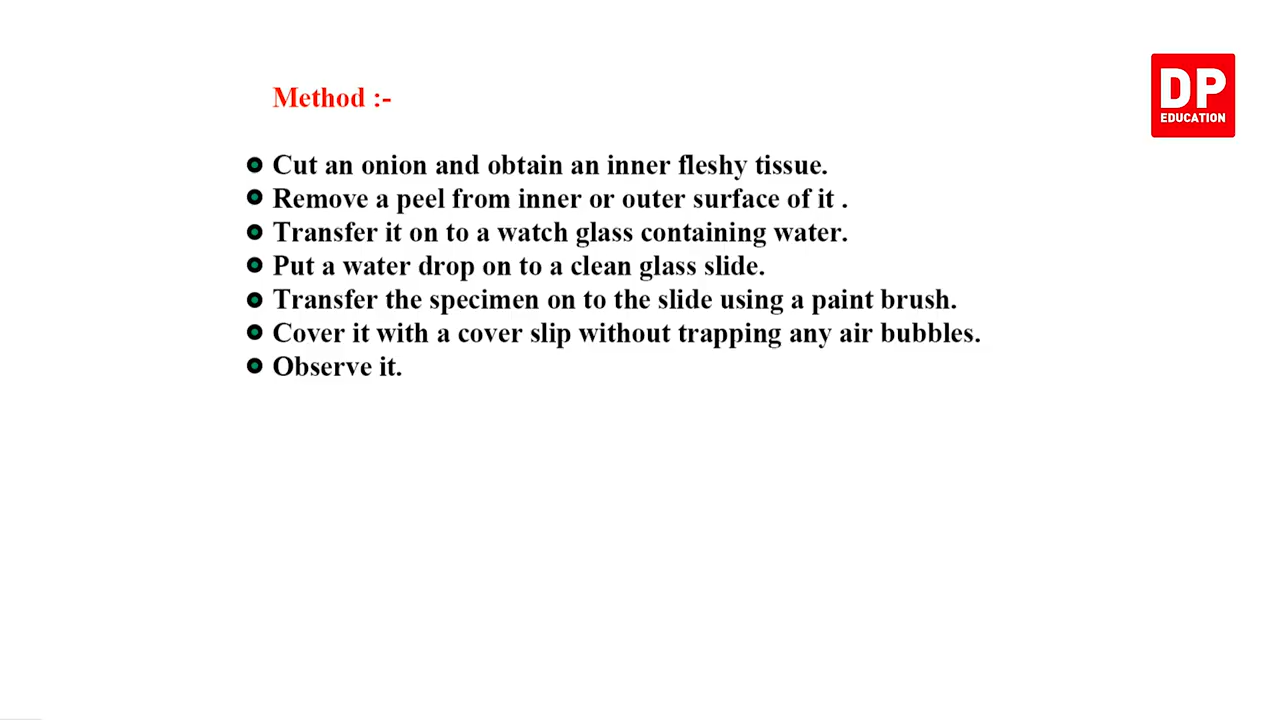 DP
EDUCATION
Method :-
Cut an onion and obtain an inner fleshy tissue.
Remove a peel from inner or outer surface of it .
Transfer it on to a watch glass containing water.
Put a water drop on to a clean glass slide.
Transfer the specimen on to the slide using a paint brush.
Cover it with a cover slip without trapping any air bubbles.
Observe it.